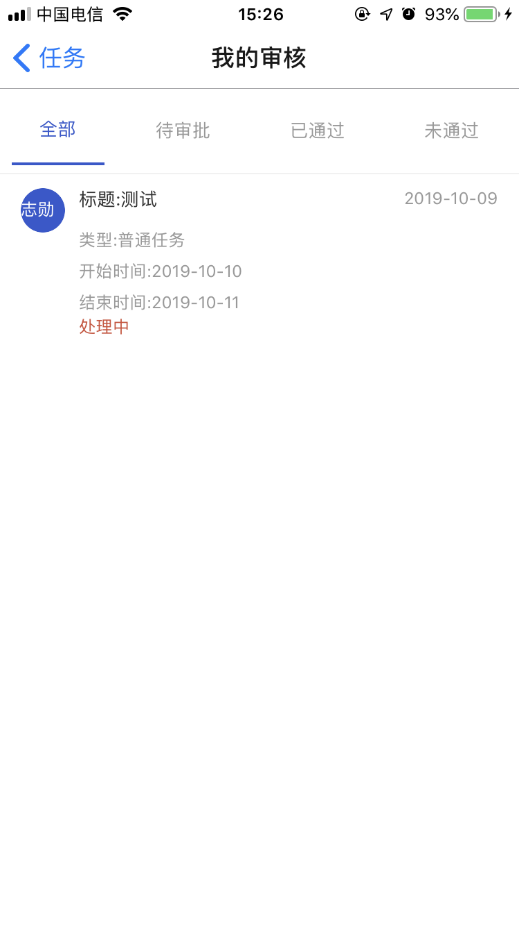 中国电信 15:26 93%
任务 我的审核
全部 待审批 已通过 未通过
志勋 标题:测试 2019-10-09
类型:普通任务
开始时间:2019-10-10
结束时间:2019-10-11
处理中